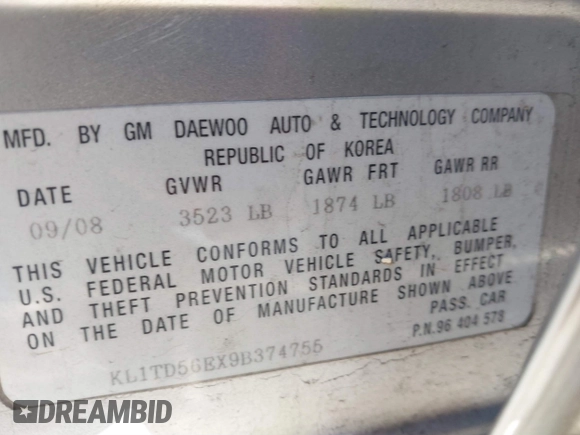 MFD. BY GM DAEWOO AUTO & TECHNOLOGY COMPANY
REPUBLIC OF KOREA
DATE GVWR GAWR FRT GAWR RR
09/08 3523 LB 1874 LB 1808 LB
THIS VEHICLE CONFORMS TO ALL APPLICABLE
U.S. FEDERAL MOTOR VEHICLE SAFETY, BUMPER,
AND THEFT PREVENTION STANDARDS IN EFFECT
ON THE DATE OF MANUFACTURE SHOWN ABOVE
PASS. CAR
P.N.96 404 578
KL1TD56EX9B374755
DREAMBID